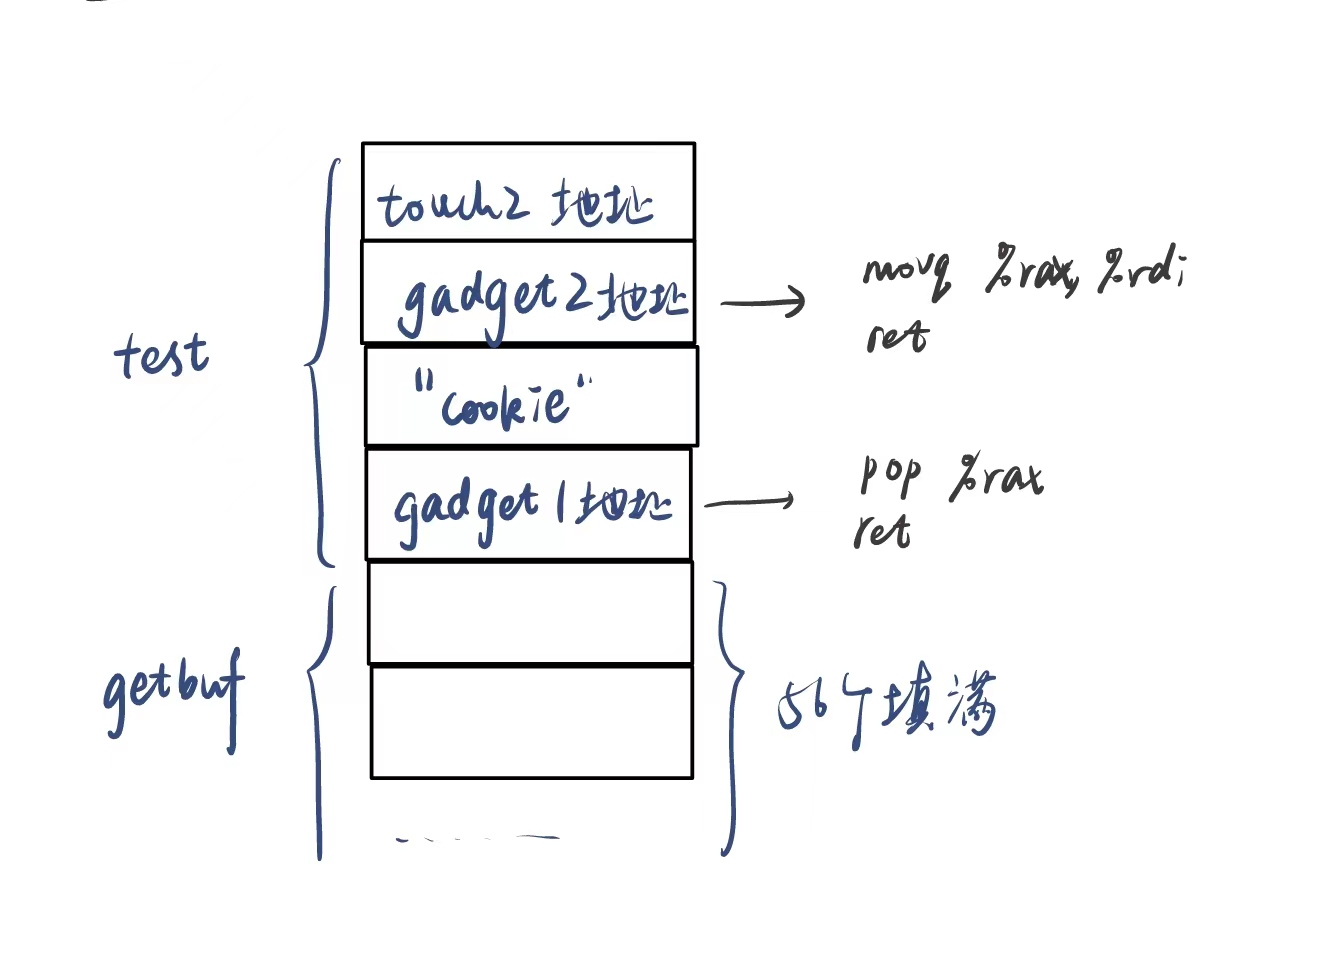 touch2 地址
gadget2地址
movq %rax, %rdi
ret
test
"cookie"
gadget1地址
pop %rax
ret
getbuf
56个填满